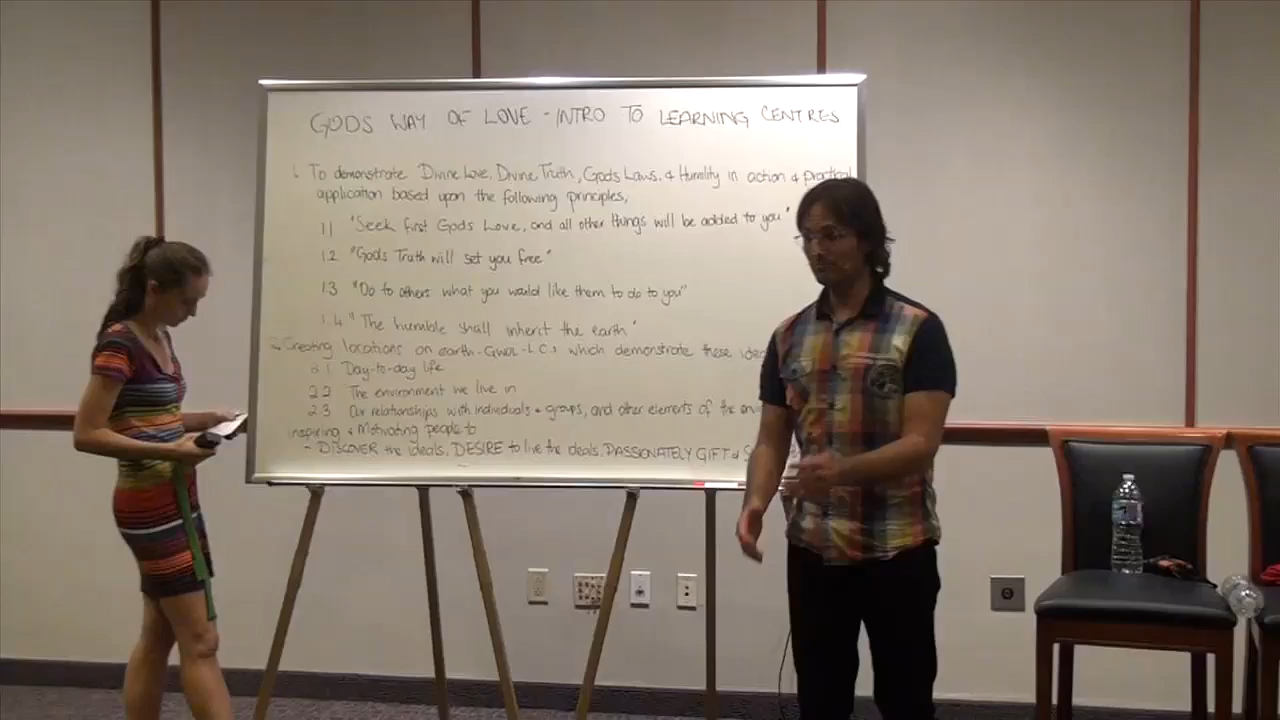 GODS WAY OF LOVE - INTRO TO LEARNING CENTRES
1. To demonstrate Divine Love, Divine Truth, Gods Laws, & Humility in action & practical
application based upon the following principles,
1.1 "Seek first Gods Love, and all other things will be added to you"
1.2 "Gods Truth will set you free"
1.3 "Do to others what you would like them to do to you"
1.4 "The humble shall inherit the earth"
2. Creating locations on earth - GWOL-LC's which demonstrate these
2.1 Day-to-day life
2.2 The environment we live in
2.3 Our relationships with individuals & groups, and other elements of the
inspiring & Motivating people to
- DISCOVER the ideals, DESIRE to live the ideals, PASSIONATELY GIFT &